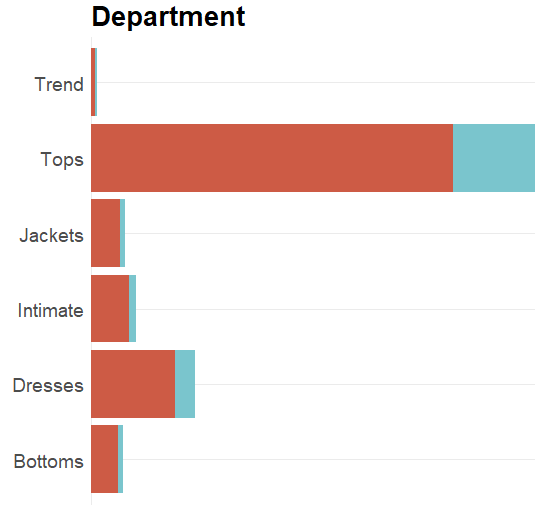 Department
Trend
Tops
Jackets
Intimate
Dresses
Bottoms